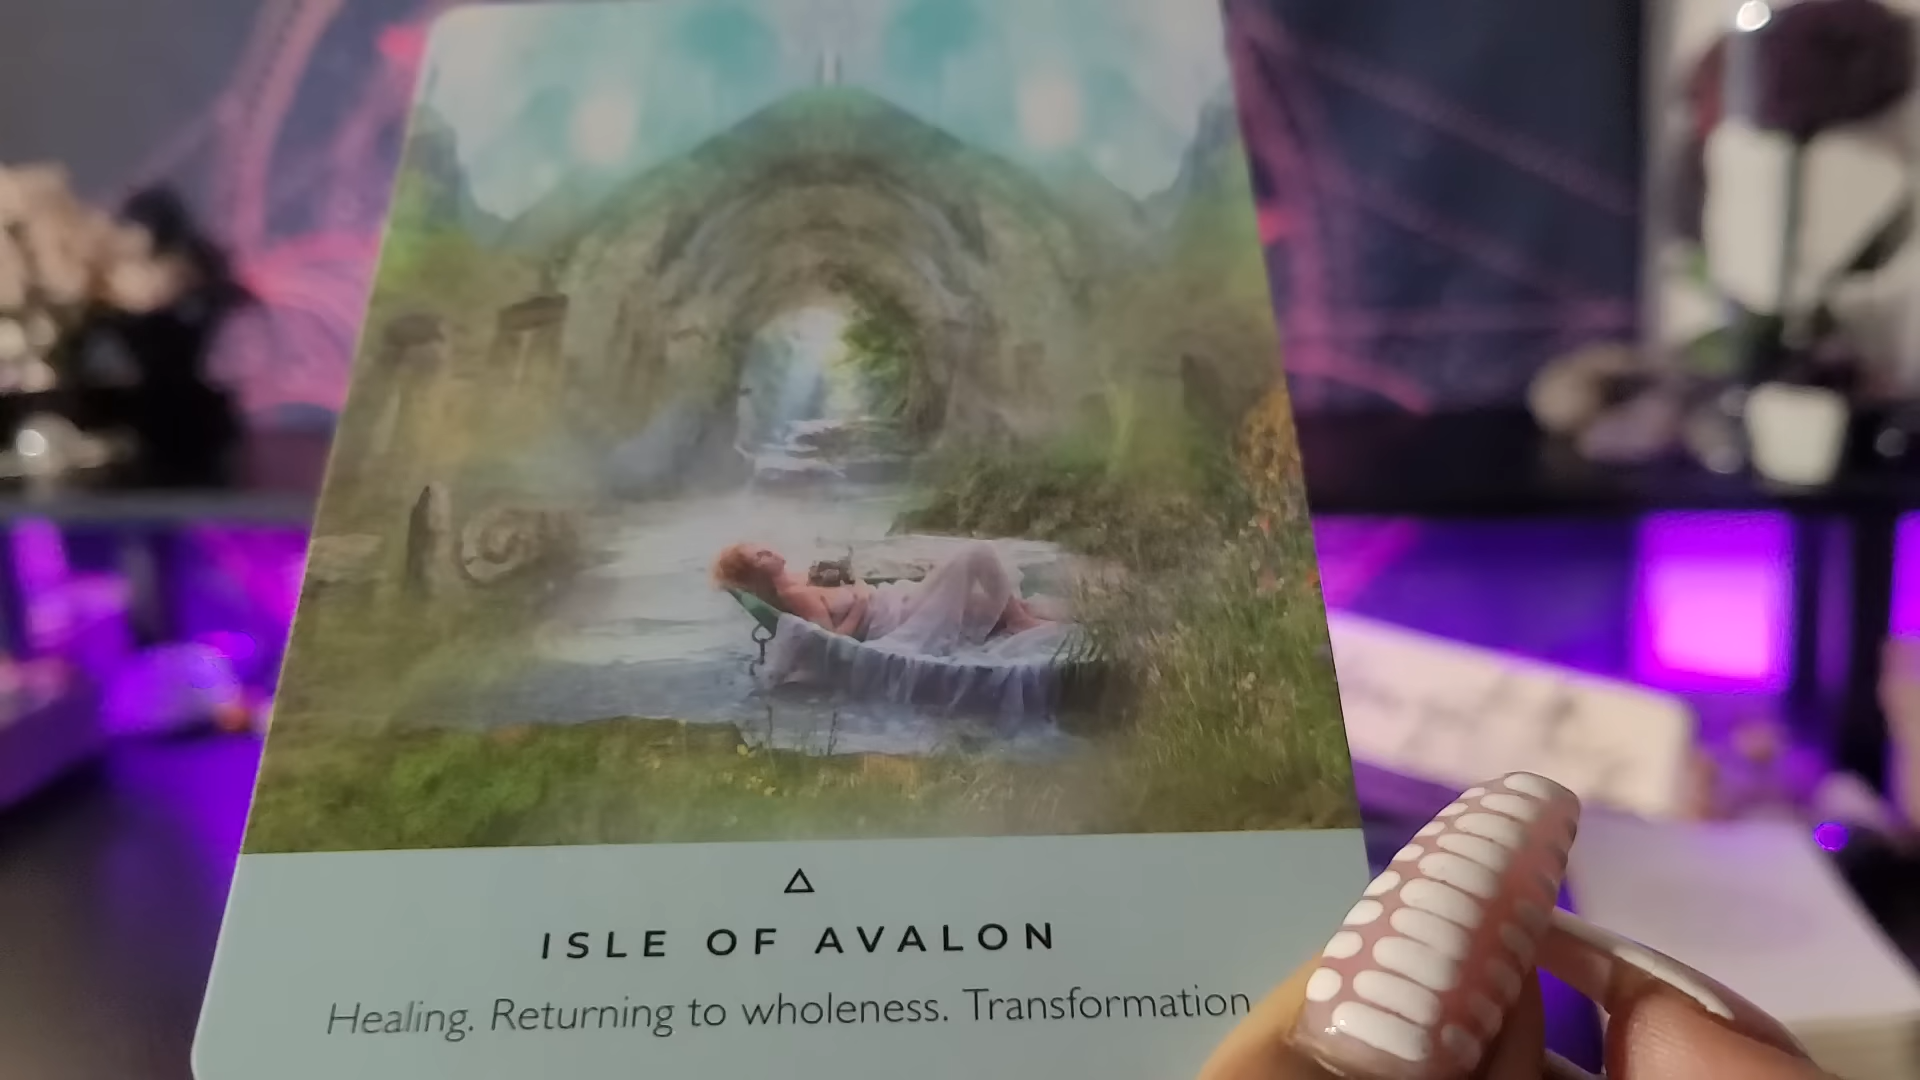 ISLE OF AVALON
Healing. Returning to wholeness. Transformation